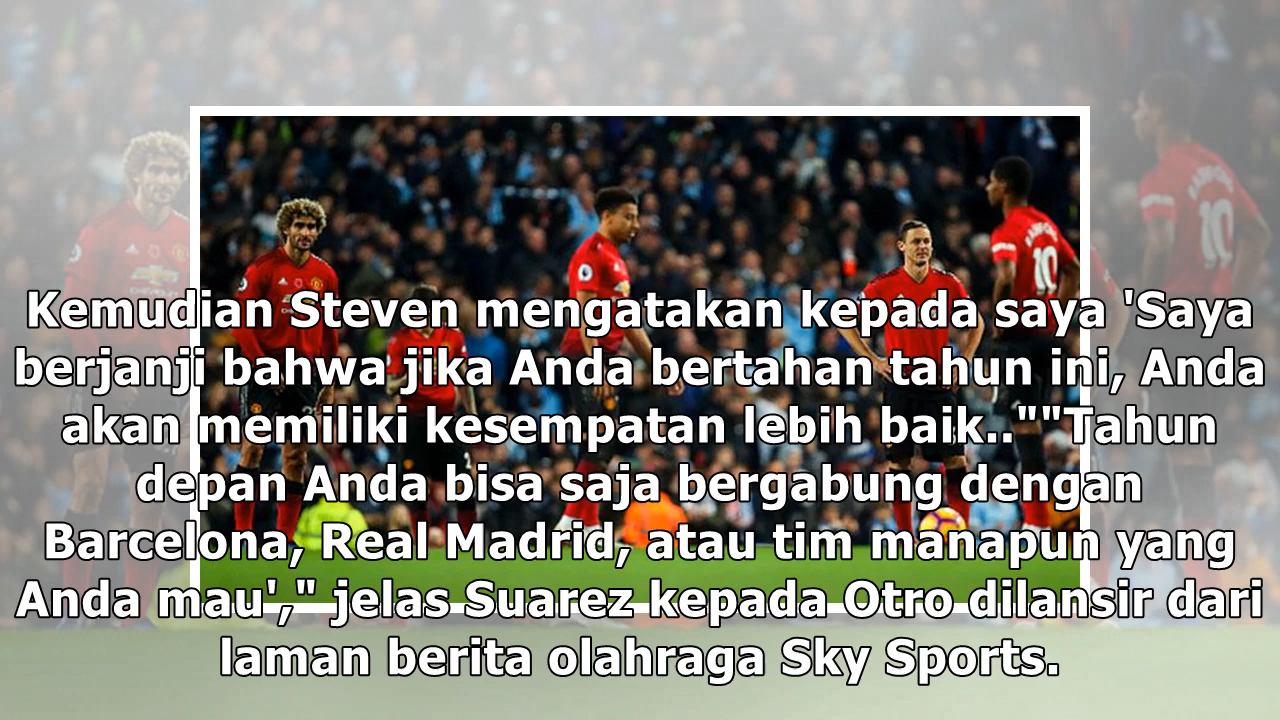 Kemudian Steven mengatakan kepada saya 'Saya
berjanji bahwa jika Anda bertahan tahun ini, Anda
akan memiliki kesempatan lebih baik..""Tahun
depan Anda bisa saja bergabung dengan
Barcelona, Real Madrid, atau tim manapun yang
Anda mau'," jelas Suarez kepada Otro dilansir dari
laman berita olahraga Sky Sports.
10
10